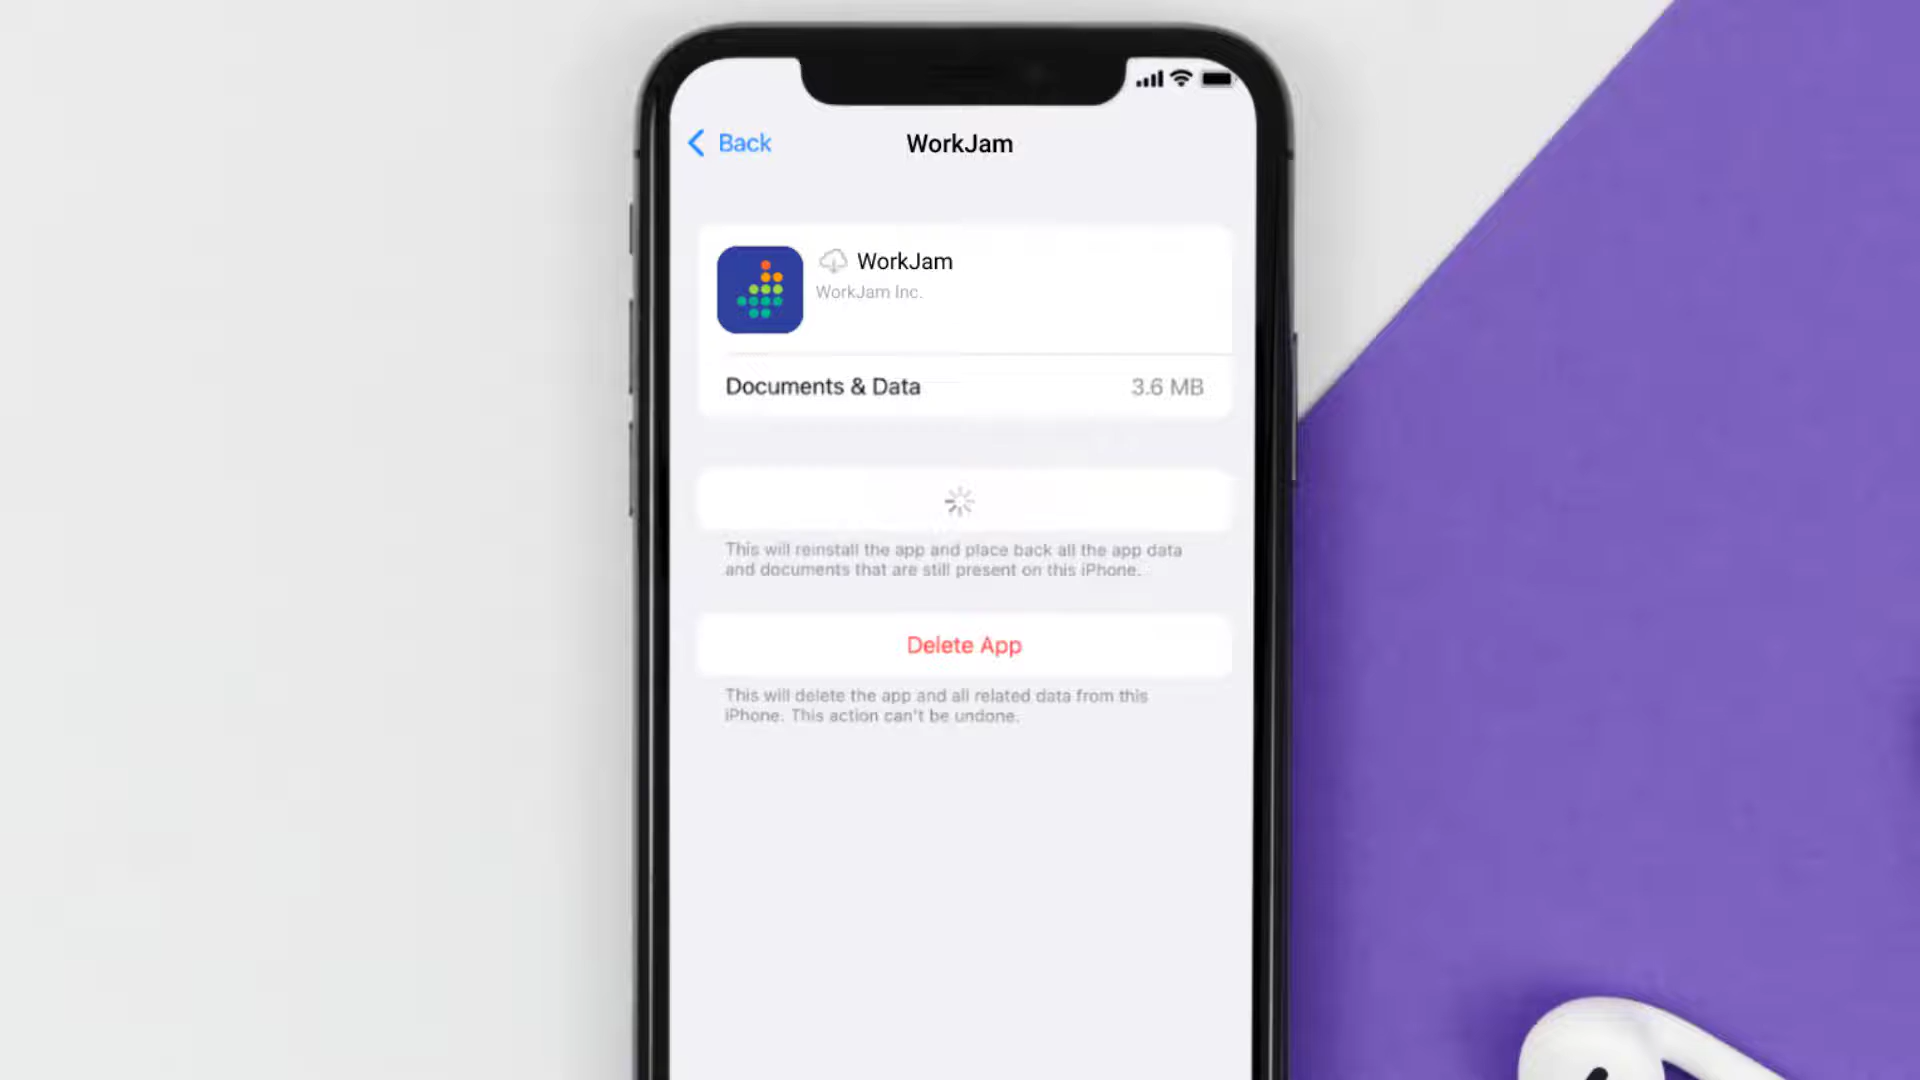 Back
WorkJam
WorkJam
WorkJam Inc.
Documents & Data
3.6 MB
This will reinstall the app and place back all the app data
and documents that are still present on this iPhone.
Delete App
This will delete the app and all related data from this
iPhone. This action can't be undone.